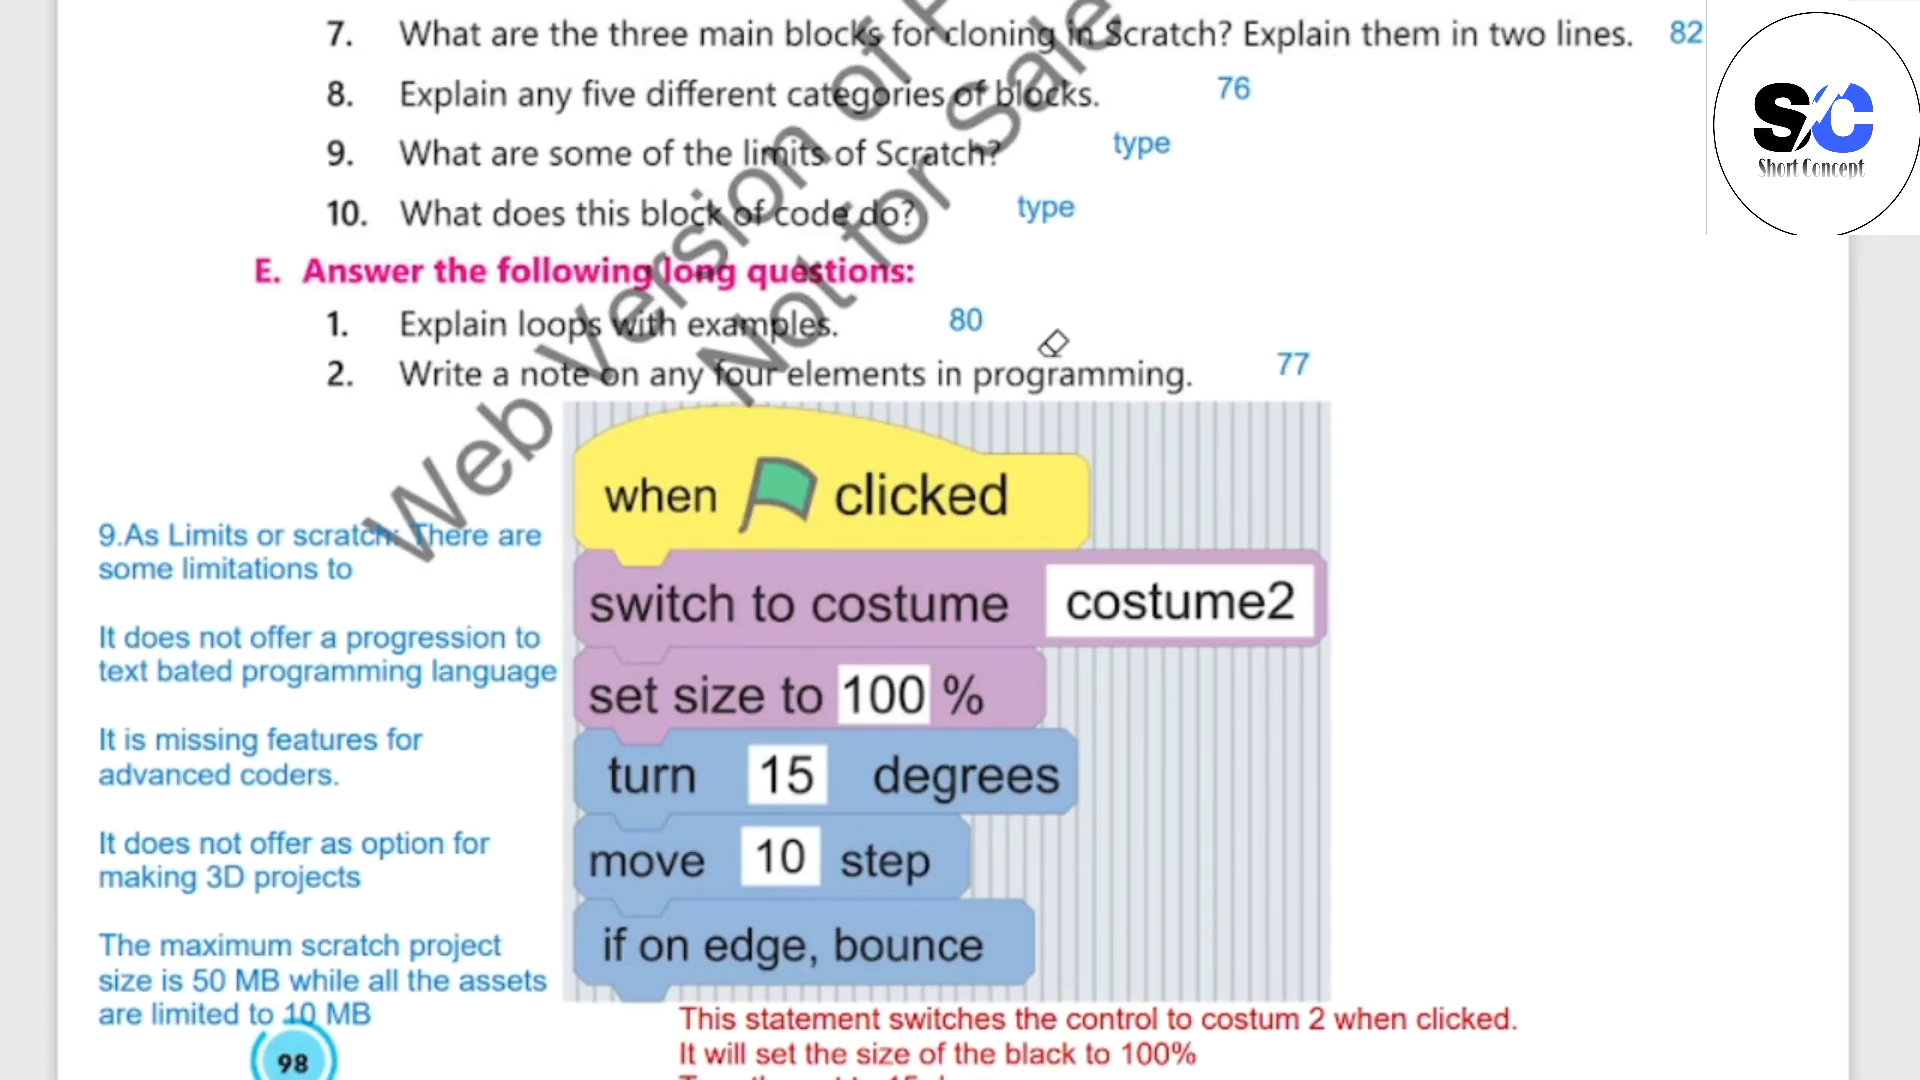 7. What are the three main blocks for cloning in Scratch? Explain them in two lines. 82
8. Explain any five different categories of blocks. 76
9. What are some of the limits of Scratch? type
10. What does this block of code do? type
E. Answer the following long questions:
1. Explain loops with examples. 80
2. Write a note on any four elements in programming. 77
SC
Short Concept
Web Version of
Not for Sale
when clicked
switch to costume costume2
set size to 100 %
turn 15 degrees
move 10 step
if on edge, bounce
9.As Limits or scratch: There are
some limitations to
It does not offer a progression to
text bated programming language
It is missing features for
advanced coders.
It does not offer as option for
making 3D projects
The maximum scratch project
size is 50 MB while all the assets
are limited to 10 MB
98
This statement switches the control to costum 2 when clicked.
It will set the size of the black to 100%